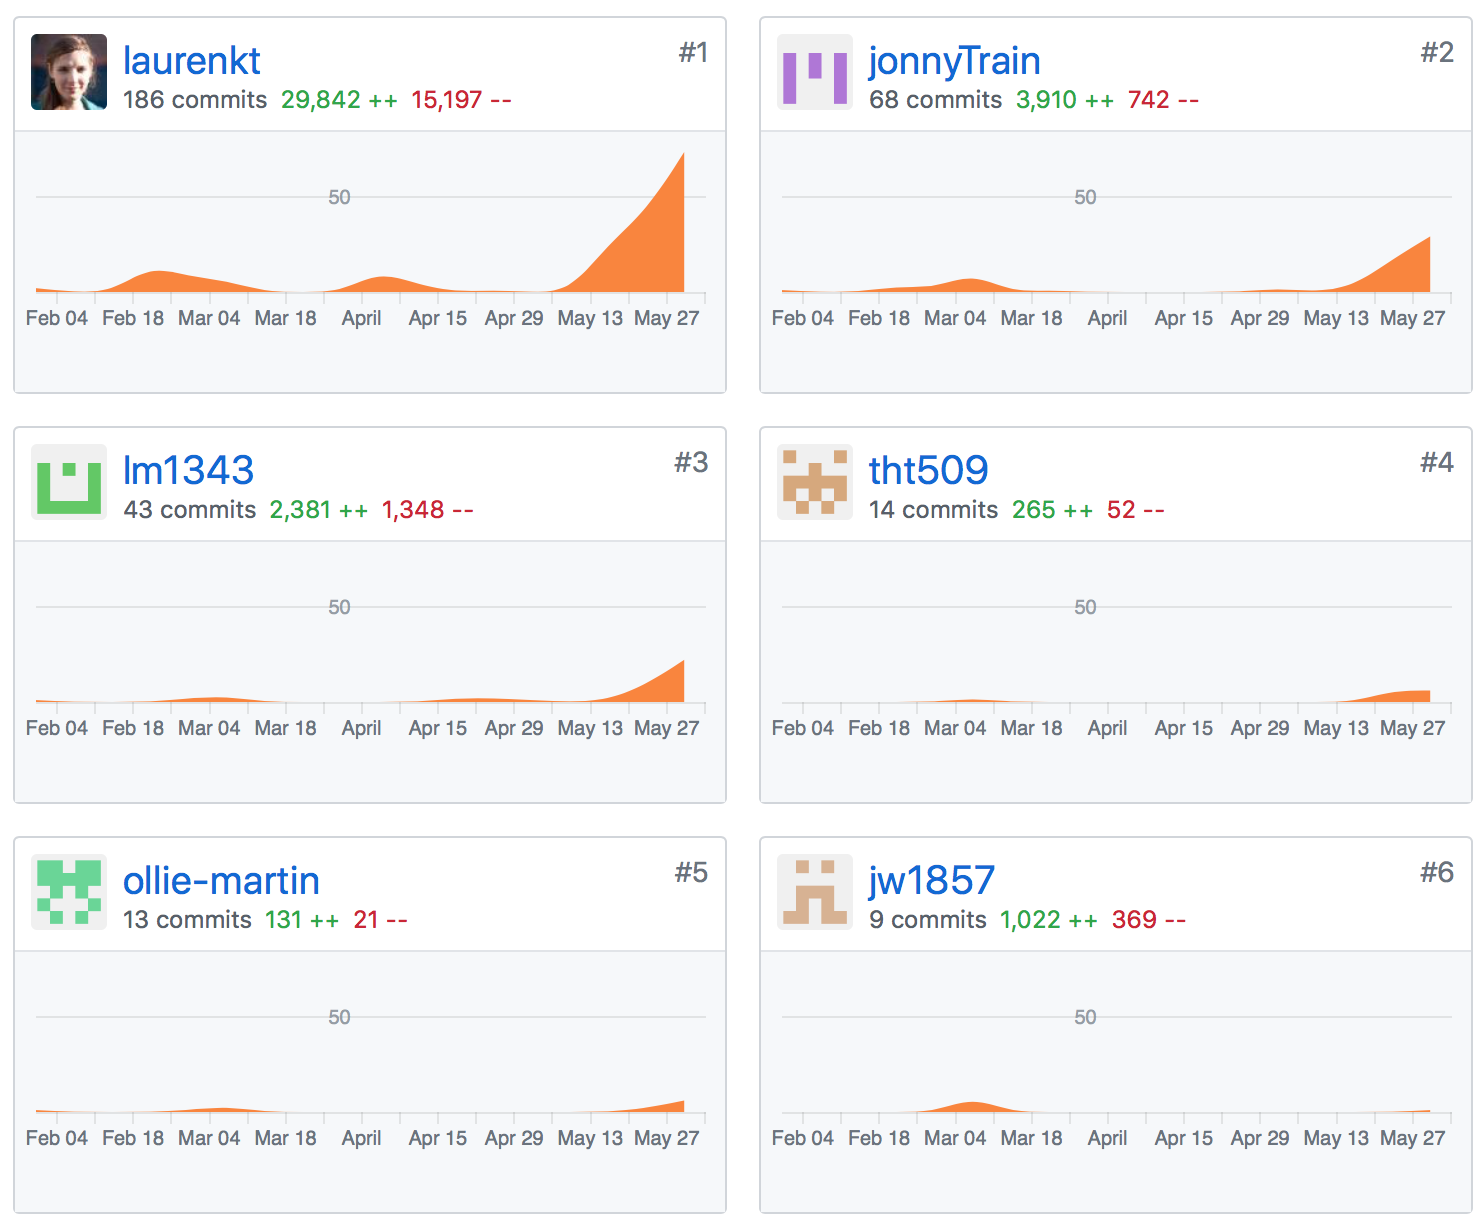 laurenkt #1
186 commits 29,842 ++ 15,197 --
50
Feb 04 Feb 18 Mar 04 Mar 18 April Apr 15 Apr 29 May 13 May 27
jonnyTrain #2
68 commits 3,910 ++ 742 --
50
Feb 04 Feb 18 Mar 04 Mar 18 April Apr 15 Apr 29 May 13 May 27
lm1343 #3
43 commits 2,381 ++ 1,348 --
50
Feb 04 Feb 18 Mar 04 Mar 18 April Apr 15 Apr 29 May 13 May 27
tht509 #4
14 commits 265 ++ 52 --
50
Feb 04 Feb 18 Mar 04 Mar 18 April Apr 15 Apr 29 May 13 May 27
ollie-martin #5
13 commits 131 ++ 21 --
50
Feb 04 Feb 18 Mar 04 Mar 18 April Apr 15 Apr 29 May 13 May 27
jw1857 #6
9 commits 1,022 ++ 369 --
50
Feb 04 Feb 18 Mar 04 Mar 18 April Apr 15 Apr 29 May 13 May 27